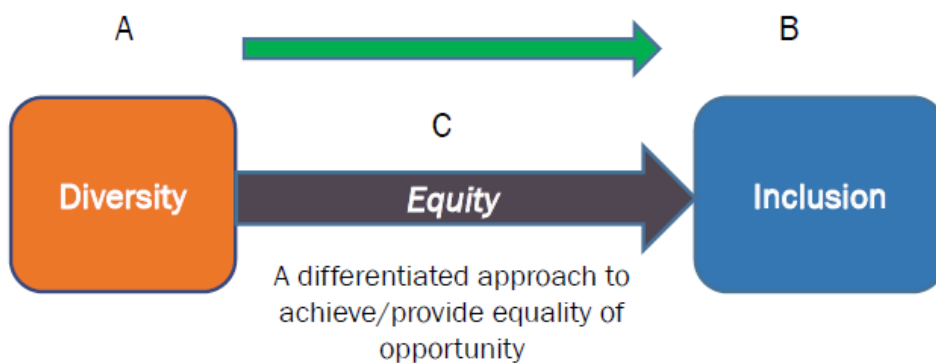 A
B
C
Diversity
Equity
Inclusion
A differentiated approach to
achieve/provide equality of
opportunity